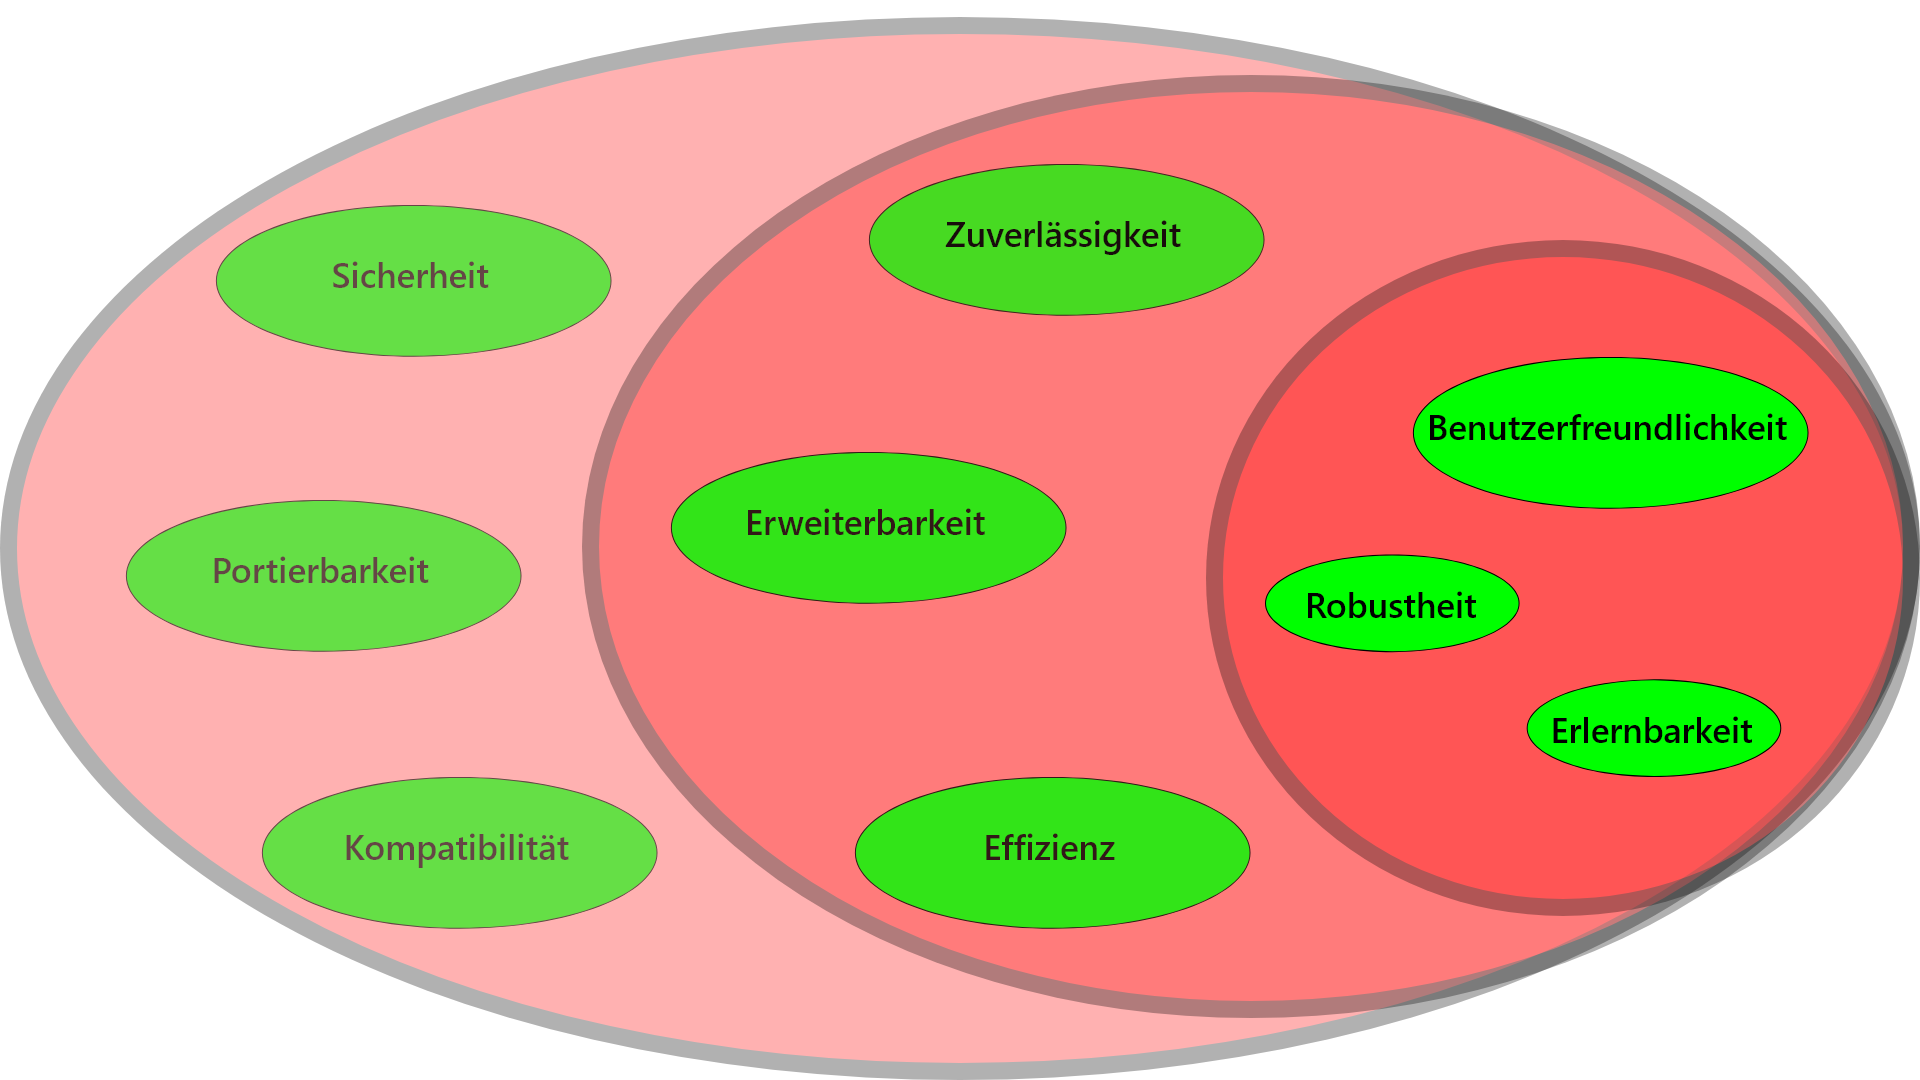 Zuverlässigkeit
Sicherheit
Benutzerfreundlichkeit
Erweiterbarkeit
Portierbarkeit
Robustheit
Erlernbarkeit
Kompatibilität
Effizienz